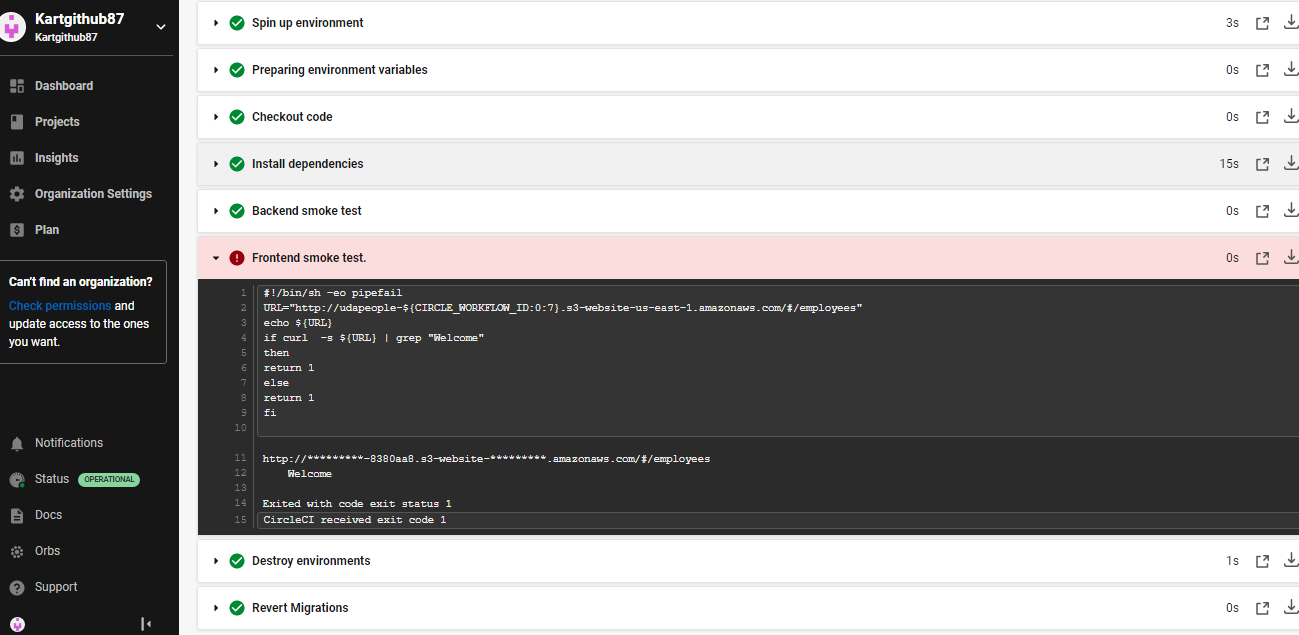 Kartgithub87
Kartgithub87
Dashboard
Projects
Insights
Organization Settings
Plan
Can't find an organization?
Check permissions and
update access to the ones
you want.
Notifications
Status OPERATIONAL
Docs
Orbs
Support
Spin up environment 3s
Preparing environment variables 0s
Checkout code 0s
Install dependencies 15s
Backend smoke test 0s
Frontend smoke test. 0s
1 #!/bin/sh -eo pipefail
2 URL="http://udapeople-${CIRCLE_WORKFLOW_ID:0:7}.s3-website-us-east-1.amazonaws.com/#/employees"
3 echo ${URL}
4 if curl  -s ${URL} | grep "Welcome"
5 then
6 return 1
7 else
8 return 1
9 fi
10
11 http://*********-8380aa8.s3-website-*********.amazonaws.com/#/employees
12     Welcome
13
14 Exited with code exit status 1
15 CircleCI received exit code 1
Destroy environments 1s
Revert Migrations 0s